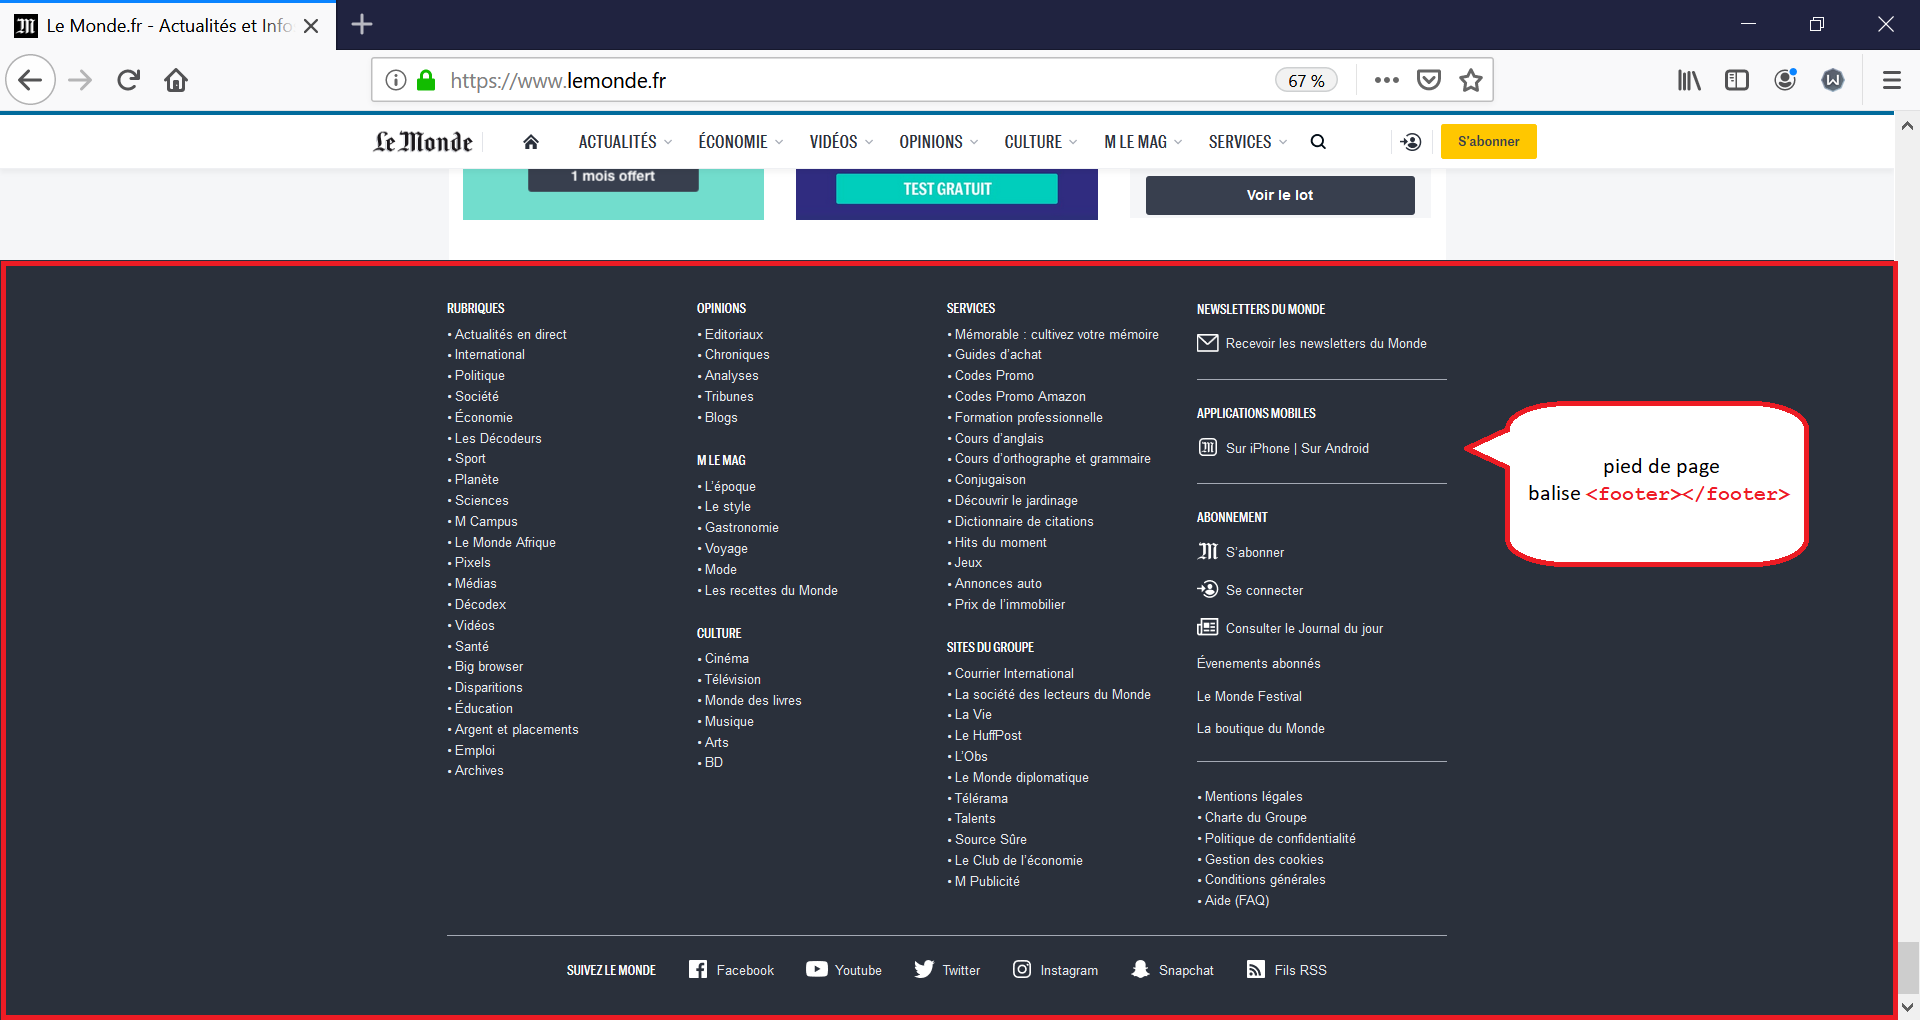 Le Monde.fr - Actualités et Info
https://www.lemonde.fr
67 %
Le Monde
ACTUALITÉS
ÉCONOMIE
VIDÉOS
OPINIONS
CULTURE
M LE MAG
SERVICES
S'abonner
1 mois offert
TEST GRATUIT
Voir le lot
RUBRIQUES
• Actualités en direct
• International
• Politique
• Société
• Économie
• Les Décodeurs
• Sport
• Planète
• Sciences
• M Campus
• Le Monde Afrique
• Pixels
• Médias
• Décodex
• Vidéos
• Santé
• Big browser
• Disparitions
• Éducation
• Argent et placements
• Emploi
• Archives
OPINIONS
• Editoriaux
• Chroniques
• Analyses
• Tribunes
• Blogs
M LE MAG
• L'époque
• Le style
• Gastronomie
• Voyage
• Mode
• Les recettes du Monde
CULTURE
• Cinéma
• Télévision
• Monde des livres
• Musique
• Arts
• BD
SERVICES
• Mémorable : cultivez votre mémoire
• Guides d'achat
• Codes Promo
• Codes Promo Amazon
• Formation professionnelle
• Cours d'anglais
• Cours d'orthographe et grammaire
• Conjugaison
• Découvrir le jardinage
• Dictionnaire de citations
• Hits du moment
• Jeux
• Annonces auto
• Prix de l'immobilier
SITES DU GROUPE
• Courrier International
• La société des lecteurs du Monde
• La Vie
• Le HuffPost
• L'Obs
• Le Monde diplomatique
• Télérama
• Talents
• Source Sûre
• Le Club de l'économie
• M Publicité
NEWSLETTERS DU MONDE
Recevoir les newsletters du Monde
APPLICATIONS MOBILES
Sur iPhone | Sur Android
ABONNEMENT
S'abonner
Se connecter
Consulter le Journal du jour
Évenements abonnés
Le Monde Festival
La boutique du Monde
• Mentions légales
• Charte du Groupe
• Politique de confidentialité
• Gestion des cookies
• Conditions générales
• Aide (FAQ)
pied de page
balise <footer></footer>
SUIVEZ LE MONDE
Facebook
Youtube
Twitter
Instagram
Snapchat
Fils RSS